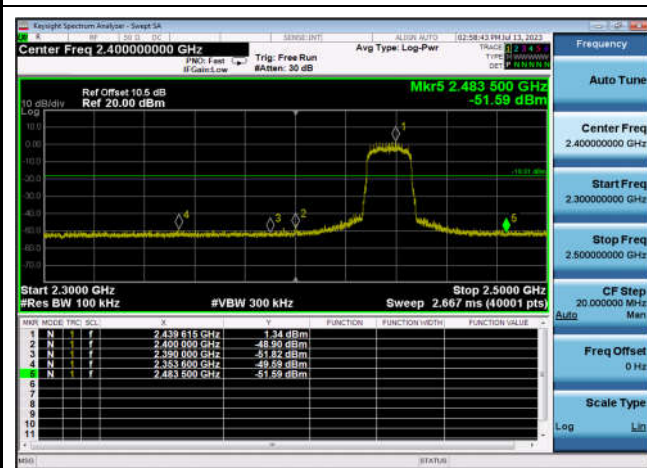 Keysight Spectrum Analyser - Swept SA
R RF 50 Ω DC SENSE:INT ALIGN AUTO 02:58:43 PM Jul 13, 2023
Center Freq 2.400000000 GHz
PNO: Fast
IFGain:Low
Trig: Free Run
#Atten: 30 dB
Avg Type: Log-Pwr
TRACE 1 2 3 4 5 6
TYPE M W W W W W
DET P N N N N N
Ref Offset 10.5 dB
10 dB/div Ref 20.00 dBm
Log
Mkr5 2.483 500 GHz
-51.59 dBm
10.0
0.00
-10.0
-20.0
-30.0
-40.0
-50.0
-60.0
-70.0
1
2
3
4
5
Start 2.3000 GHz
Stop 2.5000 GHz
#Res BW 100 kHz
#VBW 300 kHz
Sweep 2.667 ms (40001 pts)
MKR MODE TRC SCL X Y FUNCTION FUNCTION WIDTH FUNCTION VALUE
1 N 1 f 2.439 615 GHz 1.34 dBm
2 N 1 f 2.400 000 GHz -48.90 dBm
3 N 1 f 2.390 000 GHz -51.82 dBm
4 N 1 f 2.353 600 GHz -49.59 dBm
5 N 1 f 2.483 500 GHz -51.59 dBm
6
7
8
9
10
11
MSG
STATUS
Frequency
Auto Tune
Center Freq
2.400000000 GHz
Start Freq
2.300000000 GHz
Stop Freq
2.500000000 GHz
CF Step
20.000000 MHz
Auto Man
Freq Offset
0 Hz
Scale Type
Log Lin